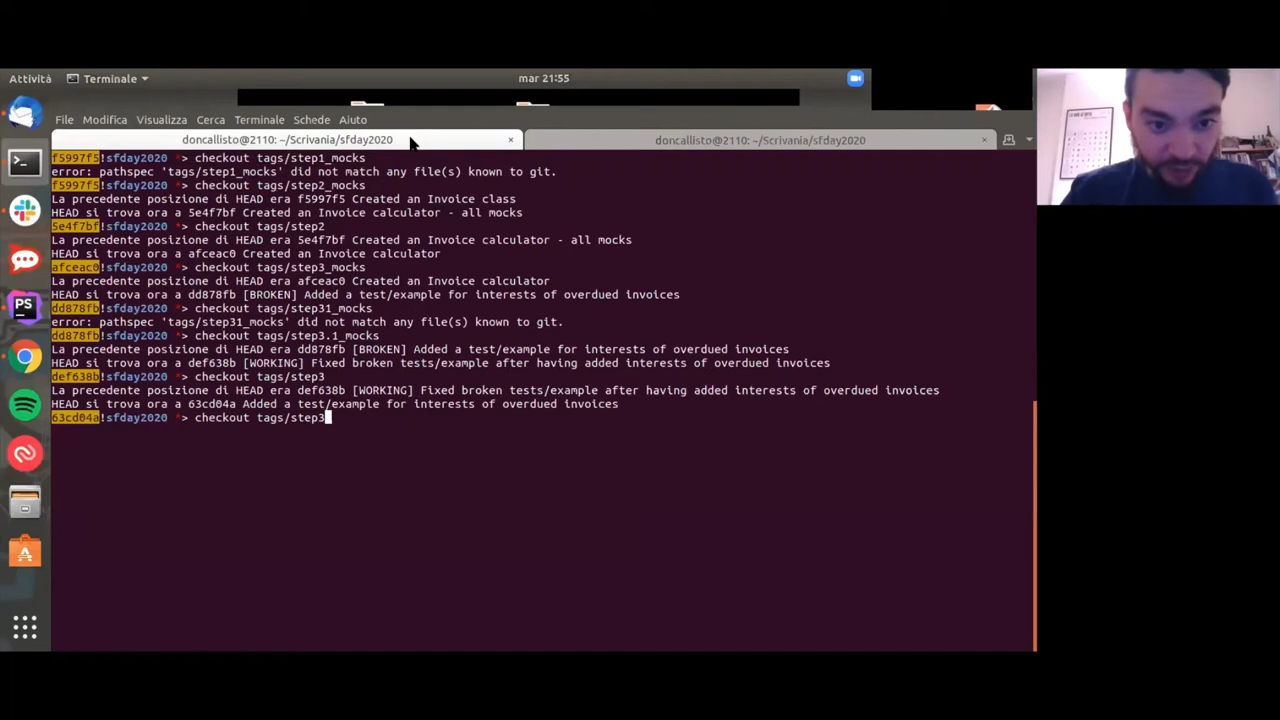 Attività
Terminale
mar 21:55
File Modifica Visualizza Cerca Terminale Schede Aiuto
doncallisto@2110: ~/Scrivania/sfday2020 ×
doncallisto@2110: ~/Scrivania/sfday2020 ×
f5997f5!sfday2020 *> checkout tags/step1_mocks
error: pathspec 'tags/step1_mocks' did not match any file(s) known to git.
f5997f5!sfday2020 *> checkout tags/step2_mocks
La precedente posizione di HEAD era f5997f5 Created an Invoice class
HEAD si trova ora a 5e4f7bf Created an Invoice calculator - all mocks
5e4f7bf!sfday2020 *> checkout tags/step2
La precedente posizione di HEAD era 5e4f7bf Created an Invoice calculator - all mocks
HEAD si trova ora a afceac0 Created an Invoice calculator
afceac0!sfday2020 *> checkout tags/step3_mocks
La precedente posizione di HEAD era afceac0 Created an Invoice calculator
HEAD si trova ora a dd878fb [BROKEN] Added a test/example for interests of overdued invoices
dd878fb!sfday2020 *> checkout tags/step31_mocks
error: pathspec 'tags/step31_mocks' did not match any file(s) known to git.
dd878fb!sfday2020 *> checkout tags/step3.1_mocks
La precedente posizione di HEAD era dd878fb [BROKEN] Added a test/example for interests of overdued invoices
HEAD si trova ora a def638b [WORKING] Fixed broken tests/example after having added interests of overdued invoices
def638b!sfday2020 *> checkout tags/step3
La precedente posizione di HEAD era def638b [WORKING] Fixed broken tests/example after having added interests of overdued invoices
HEAD si trova ora a 63cd04a Added a test/example for interests of overdued invoices
63cd04a!sfday2020 *> checkout tags/step3
PS